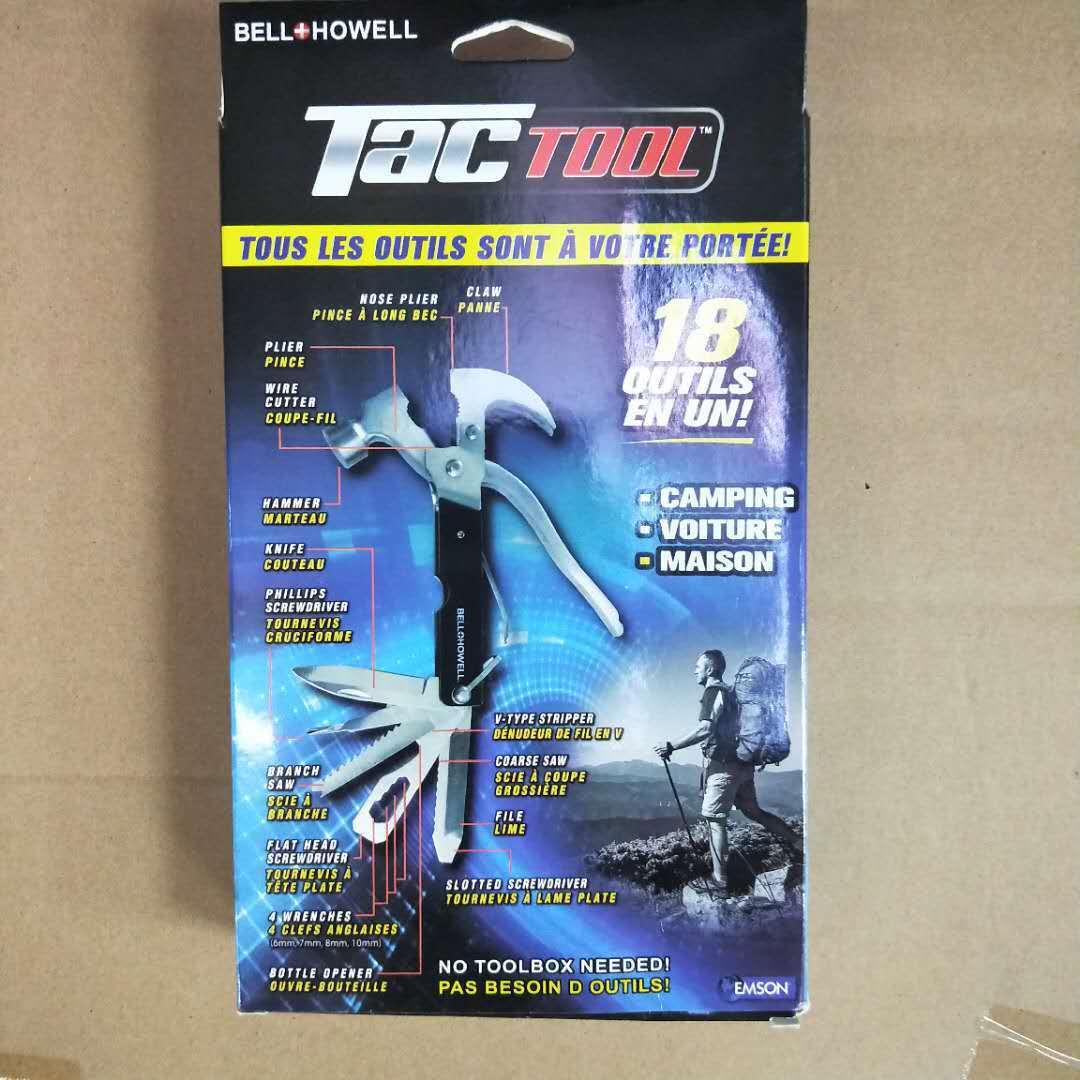 BELL+HOWELL
Tac TOOL™
TOUS LES OUTILS SONT À VOTRE PORTÉE!
NOSE PLIER
PINCE À LONG BEC
CLAW
PANNE
PLIER
PINCE
WIRE
CUTTER
COUPE-FIL
18
OUTILS
EN UN!
HAMMER
MARTEAU
KNIFE
COUTEAU
PHILLIPS
SCREWDRIVER
TOURNEVIS
CRUCIFORME
CAMPING
VOITURE
MAISON
BELL+HOWELL
V-TYPE STRIPPER
DÉNUDEUR DE FIL EN V
COARSE SAW
SCIE À COUPE
GROSSIÈRE
FILE
LIME
BRANCH
SAW
SCIE À
BRANCHE
FLAT HEAD
SCREWDRIVER
TOURNEVIS À
TÊTE PLATE
SLOTTED SCREWDRIVER
TOURNEVIS À LAME PLATE
4 WRENCHES
4 CLEFS ANGLAISES
(6mm, 7mm, 8mm, 10mm)
BOTTLE OPENER
OUVRE-BOUTEILLE
NO TOOLBOX NEEDED!
PAS BESOIN D OUTILS!
EMSON